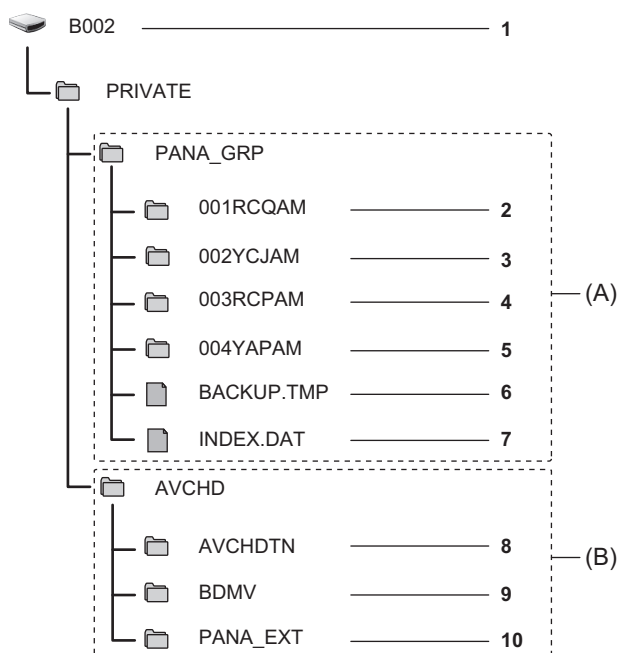 B002 1
PRIVATE
PANA_GRP
001RCQAM 2
002YCJAM 3
003RCPAM 4
(A)
004YAPAM 5
BACKUP.TMP 6
INDEX.DAT 7
AVCHD
AVCHDTN 8
(B)
BDMV 9
PANA_EXT 10